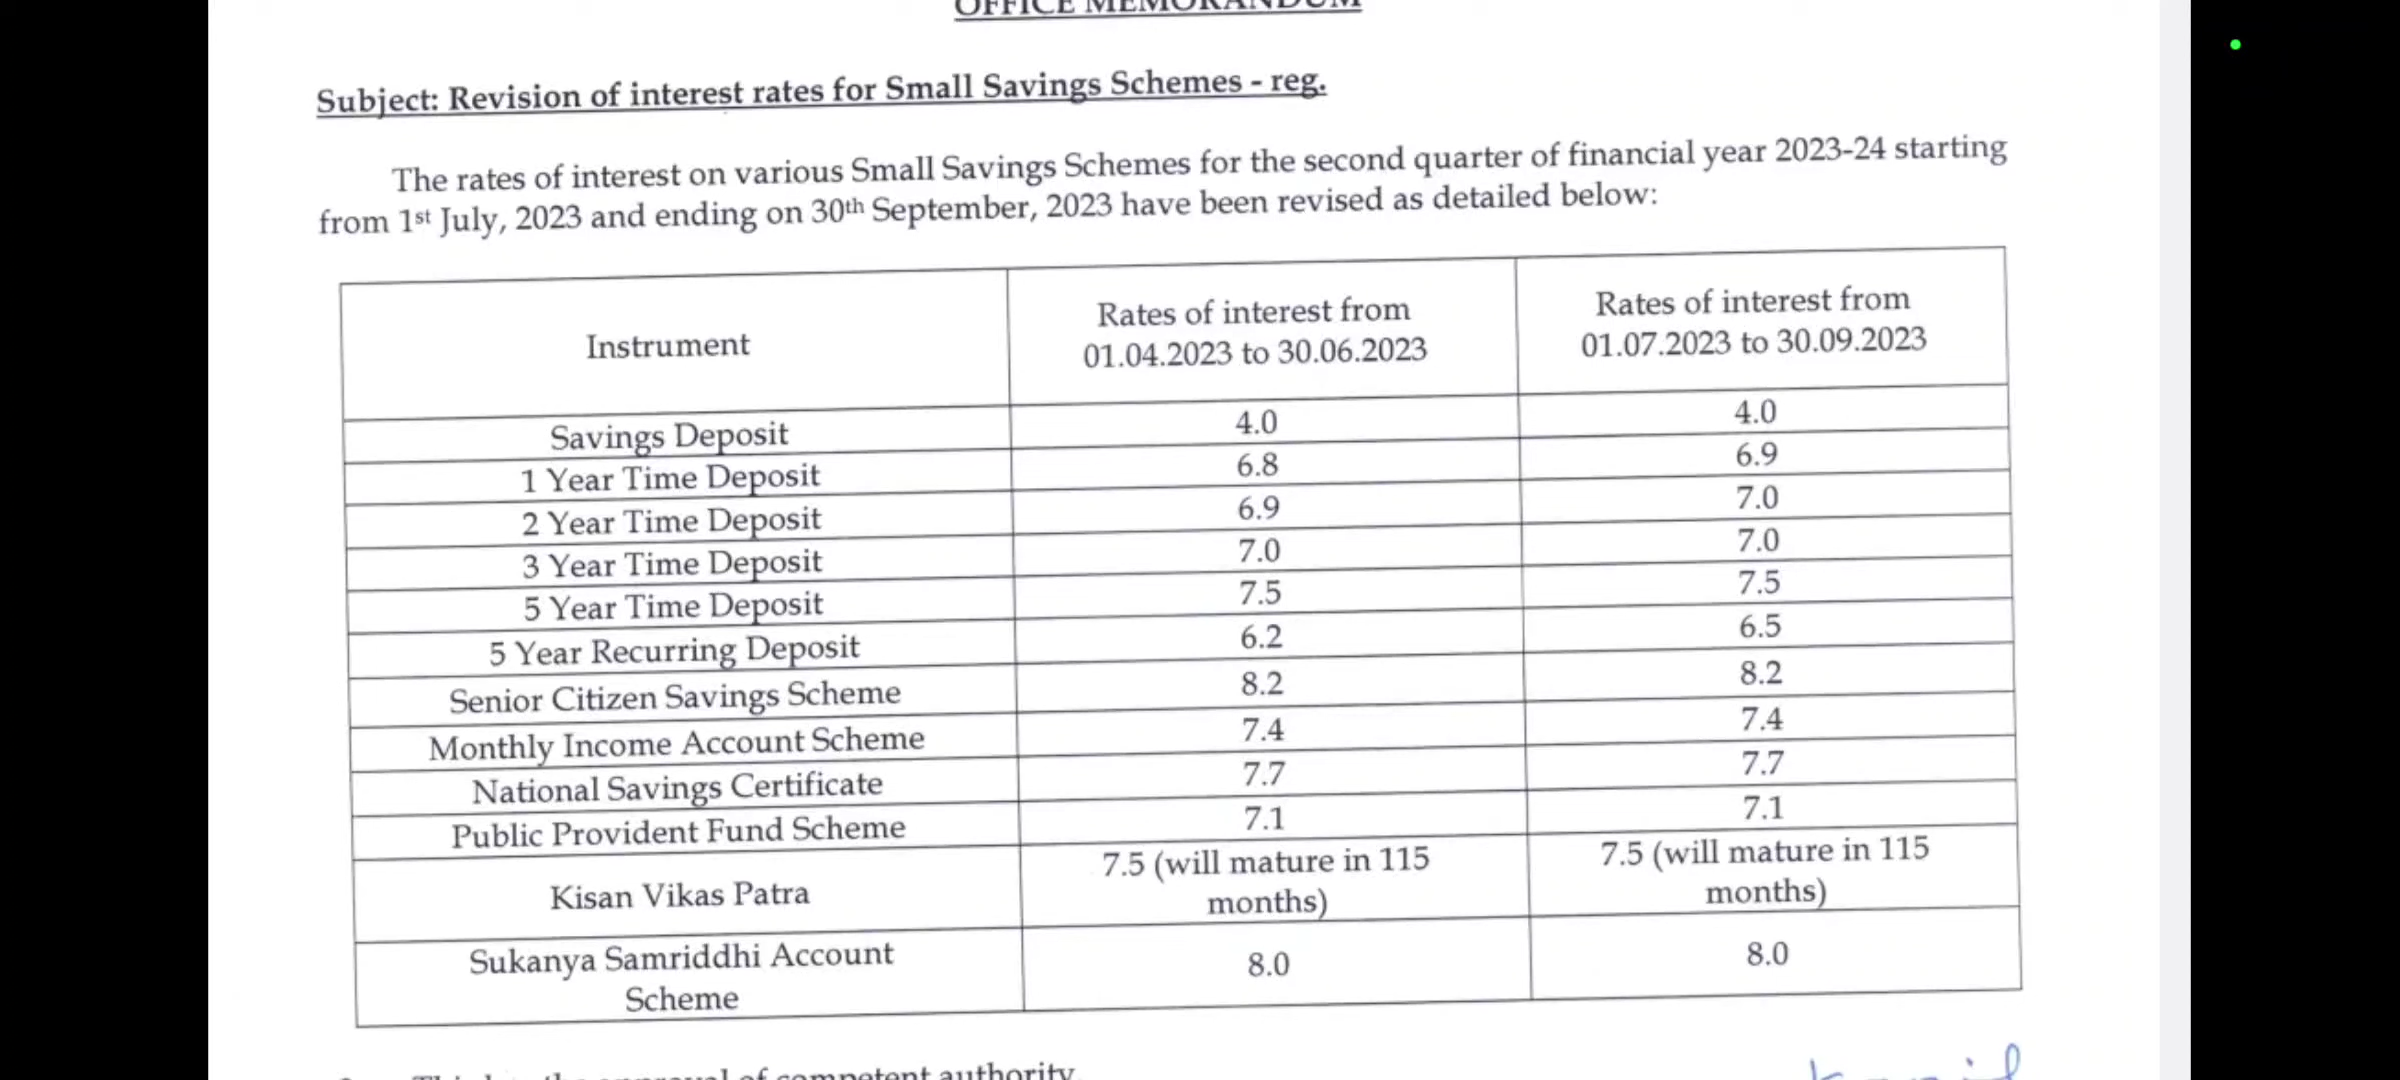 OFFICE MEMORANDUM
Subject: Revision of interest rates for Small Savings Schemes - reg.
The rates of interest on various Small Savings Schemes for the second quarter of financial year 2023-24 starting
from 1st July, 2023 and ending on 30th September, 2023 have been revised as detailed below:
Instrument
Rates of interest from
01.04.2023 to 30.06.2023
Rates of interest from
01.07.2023 to 30.09.2023
Savings Deposit 4.0 4.0
1 Year Time Deposit 6.8 6.9
2 Year Time Deposit 6.9 7.0
3 Year Time Deposit 7.0 7.0
5 Year Time Deposit 7.5 7.5
5 Year Recurring Deposit 6.2 6.5
Senior Citizen Savings Scheme 8.2 8.2
Monthly Income Account Scheme 7.4 7.4
National Savings Certificate 7.7 7.7
Public Provident Fund Scheme 7.1 7.1
Kisan Vikas Patra
7.5 (will mature in 115
months)
7.5 (will mature in 115
months)
Sukanya Samriddhi Account
Scheme
8.0 8.0
approval of competent authority.